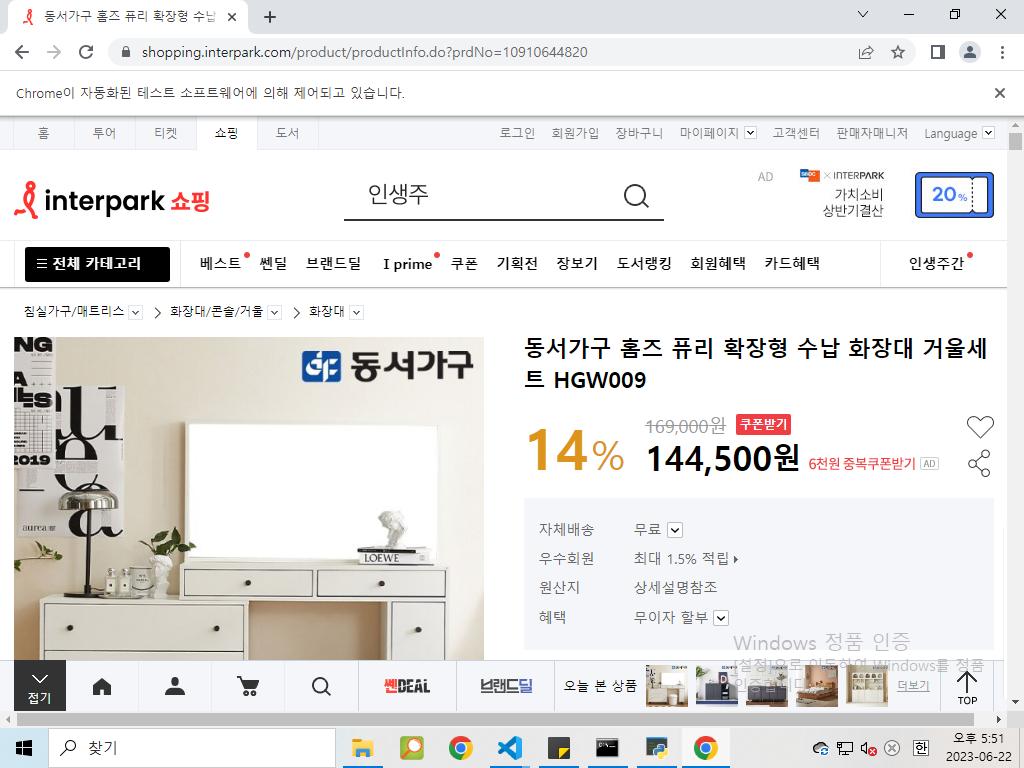 동서가구 홈즈 퓨리 확장형 수납
shopping.interpark.com/product/productInfo.do?prdNo=10910644820
Chrome이 자동화된 테스트 소프트웨어에 의해 제어되고 있습니다.
홈 투어 티켓 쇼핑 도서 로그인 회원가입 장바구니 마이페이지 고객센터 판매자매니저 Language
interpark 쇼핑 인생주
AD
× INTERPARK
가치소비
상반기결산
20%
전체 카테고리 베스트 쎈딜 브랜드딜 I prime 쿠폰 기획전 장보기 도서랭킹 회원혜택 카드혜택 인생주간
침실가구/매트리스 화장대/콘솔/거울 화장대
동서가구
2019
aurea
LOEWE
동서가구 홈즈 퓨리 확장형 수납 화장대 거울세
트 HGW009
169,000원 쿠폰받기
14% 144,500원 6천원 중복쿠폰받기 AD
자체배송 무료
우수회원 최대 1.5% 적립
원산지 상세설명참조
혜택 무이자 할부
Windows 정품 인증
[설정]으로 이동하여 Windows를 정품
인증합니다.
접기 쎈DEAL 브랜드딜 오늘 본 상품 더보기 TOP
찾기
한
오후 5:51
2023-06-22